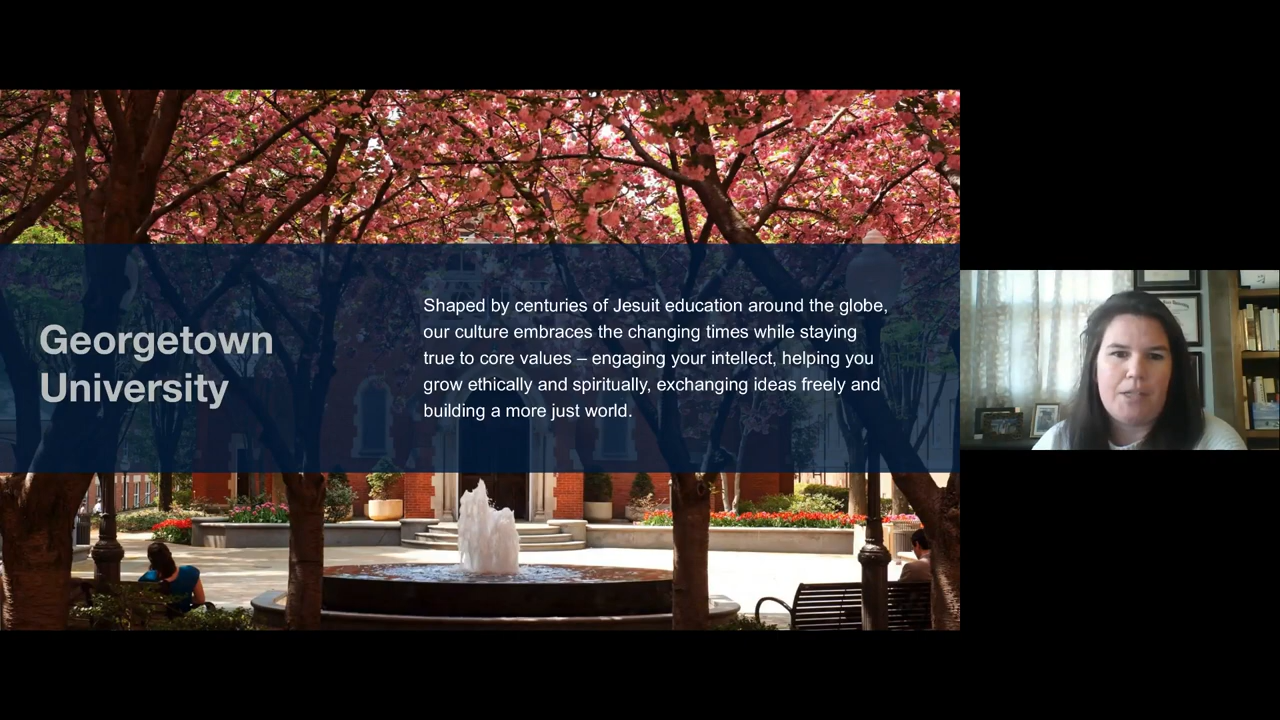 Georgetown
University
Shaped by centuries of Jesuit education around the globe,
our culture embraces the changing times while staying
true to core values – engaging your intellect, helping you
grow ethically and spiritually, exchanging ideas freely and
building a more just world.